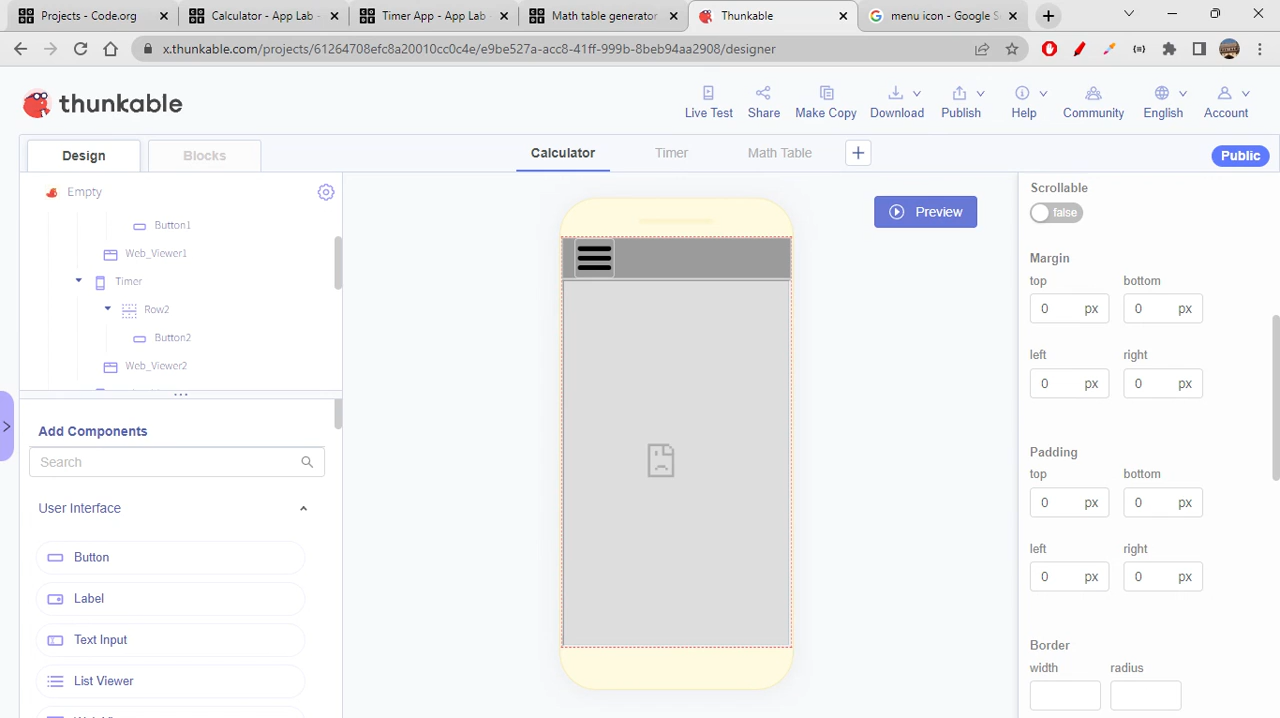 Projects - Code.org
Calculator - App Lab -
Timer App - App Lab -
Math table generator
Thunkable
menu icon - Google S
x.thunkable.com/projects/61264708efc8a20010cc0c4e/e9be527a-acc8-41ff-999b-8beb94aa2908/designer
thunkable
Live Test
Share
Make Copy
Download
Publish
Help
Community
English
Account
Design
Blocks
Calculator
Timer
Math Table
Public
Empty
Button1
Web_Viewer1
Timer
Row2
Button2
Web_Viewer2
Add Components
Search
User Interface
Button
Label
Text Input
List Viewer
Preview
Scrollable
false
Margin
top
bottom
0 px
0 px
left
right
0 px
0 px
Padding
top
bottom
0 px
0 px
left
right
0 px
0 px
Border
width
radius